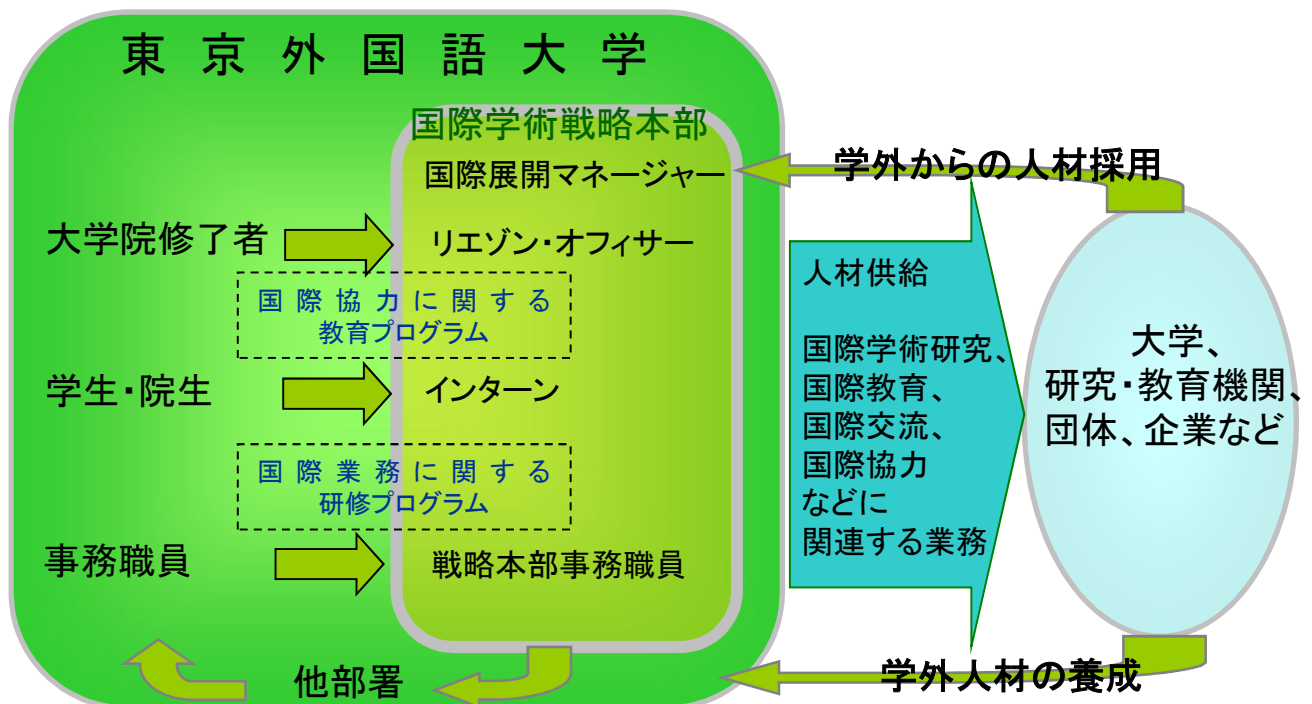 東京外国語大学
国際学術戦略本部
国際展開マネージャー
学外からの人材採用
大学院修了者
リエゾン・オフィサー
国際協力に関する
教育プログラム
学生・院生
インターン
国際業務に関する
研修プログラム
事務職員
戦略本部事務職員
他部署
人材供給
国際学術研究、
国際教育、
国際交流、
国際協力
などに
関連する業務
大学、
研究・教育機関、
団体、企業など
学外人材の養成